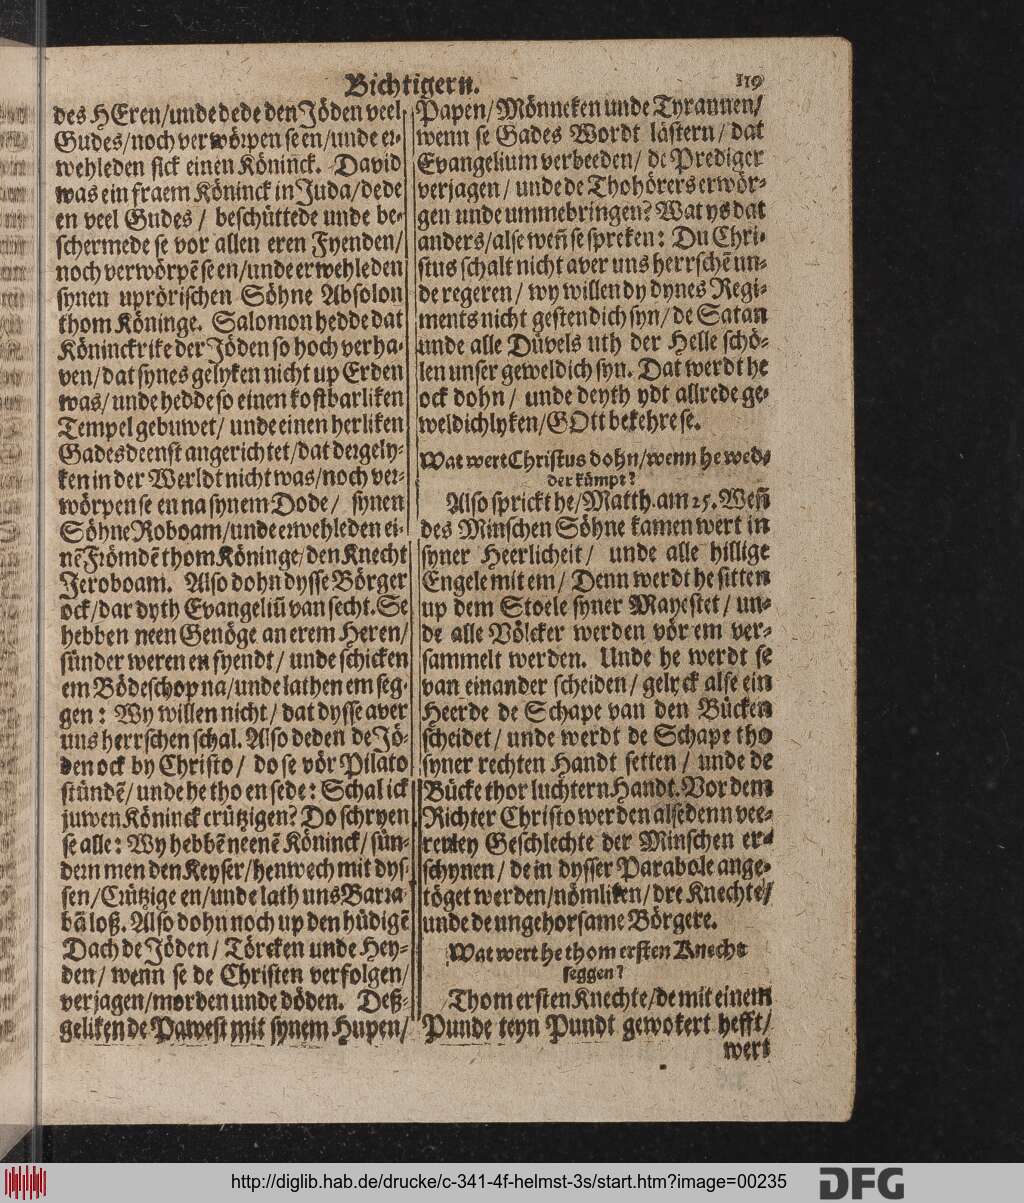 Bichtigern. 119
des HEren/unde dede den Jöden veel
Gudes/noch verwörpen se en/unde er-
wehleden sick einen Köninck. David
was ein fraem Köninck in Juda/dede
en veel Gudes / beschüttede unde be-
schermede se vor allen eren Fyenden/
noch verwörpē se en/unde erwehleden
synen uprörischen Söhne Absolon
thom Köninge. Salomon hedde dat
Köninckrike der Jöden so hoch verha-
ven/dat synes gelyken nicht up Erden
was/unde hedde so einen kostbarliken
Tempel gebuwet/ unde einen herliken
Gadesdeenst angerichtet/dat dergely-
ken in der Werldt nicht was/noch ver-
wörpen se en na synem Dode/ synen
Söhne Roboam/unde erwehleden ei-
nē Frömdē thom Köninge/den Knecht
Jeroboam. Also dohn dysse Börger
ock/dar dyth Evangeliū van secht. Se
hebben neen Genöge an erem Heren/
sünder weren en fyendt/ unde schicken
em Bödeschop na/unde lathen em seg-
gen: Wy willen nicht/ dat dysse aver
uns herrschen schal. Also deden de Jö-
den ock by Christo/ do se vör Pilato
stündē/unde he tho en sede: Schal ick
juwen Köninck crützigen? Do schryen
se alle: Wy hebbē neenē Köninck/sün-
dern men den Keyser/henwech mit dys-
sen/Crützige en/unde lath uns Barra-
bā loß. Also dohn noch up den hüdigē
Dach de Jöden/ Törcken unde Hey-
den/ wenn se de Christen verfolgen/
verjagen/morden unde döden. Deß-
geliken de Pawest mit synem Hupen/
Papen/Mönneken unde Tyrannen/
wenn se Gades Wordt lästern/ dat
Evangelium verbeeden/ de Prediger
verjagen/ unde de Thohörers erwör-
gen unde ummebringen? Wat ys dat
anders/alse weñ se spreken: Du Chri-
stus schalt nicht aver uns herrschē un-
de regeren/ wy willen dy dynes Regi-
ments nicht gestendich syn/de Satan
unde alle Düvels uth der Helle schö-
len unser geweldich syn. Dat werdt he
ock dohn/ unde deyth ydt allrede ge-
weldichlyken/GOtt bekehre se.
Wat wert Christus dohn/wenn he wed-
der kümpt?
Also sprickt he/Matth. am 25. Weñ
des Minschen Söhne kamen wert in
syner Heerlicheit/ unde alle hillige
Engele mit em/ Denn werdt he sitten
up dem Stoele syner Mayestet/ un-
de alle Völcker werden vör em ver-
sammelt werden. Unde he werdt se
van einander scheiden/ gelyck alse ein
Heerde de Schape van den Bücken
scheidet/ unde werdt de Schape tho
syner rechten Handt setten/ unde de
Bücke thor luchtern Handt. Vor dem
Richter Christo werden alsedenn vee-
rerley Geschlechte der Minschen er-
schynen/ de in dysser Parabole ange-
töget werden/nömliken/dre Knechte/
unde de ungehorsame Börgere.
Wat wert he thom ersten Knecht
seggen?
Thom ersten Knechte/de mit einem
Punde teyn Pundt gewokert hefft/
wert
http://diglib.hab.de/drucke/c-341-4f-helmst-3s/start.htm?image=00235
DFG